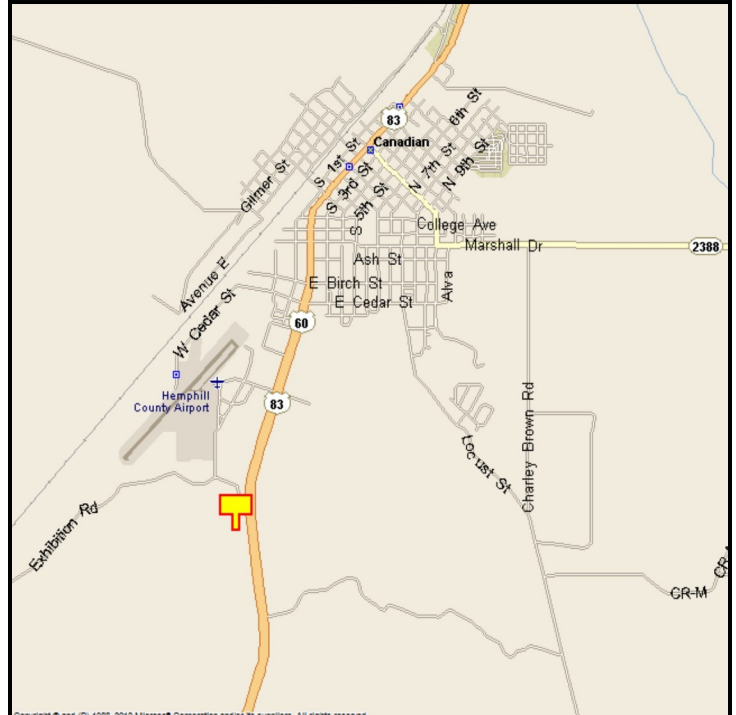 6th St
83
Canadian
S 1st St
N 7th St
N 9th St
Gilmer St
S 3rd St
S 5th St
College Ave
Marshall Dr
2388
Ash St
Avenue E
E Birch St
Alva
E Cedar St
W Cedar St
60
Hemphill
County Airport
83
Charley Brown Rd
Locust St
Exhibition Rd
CR-M